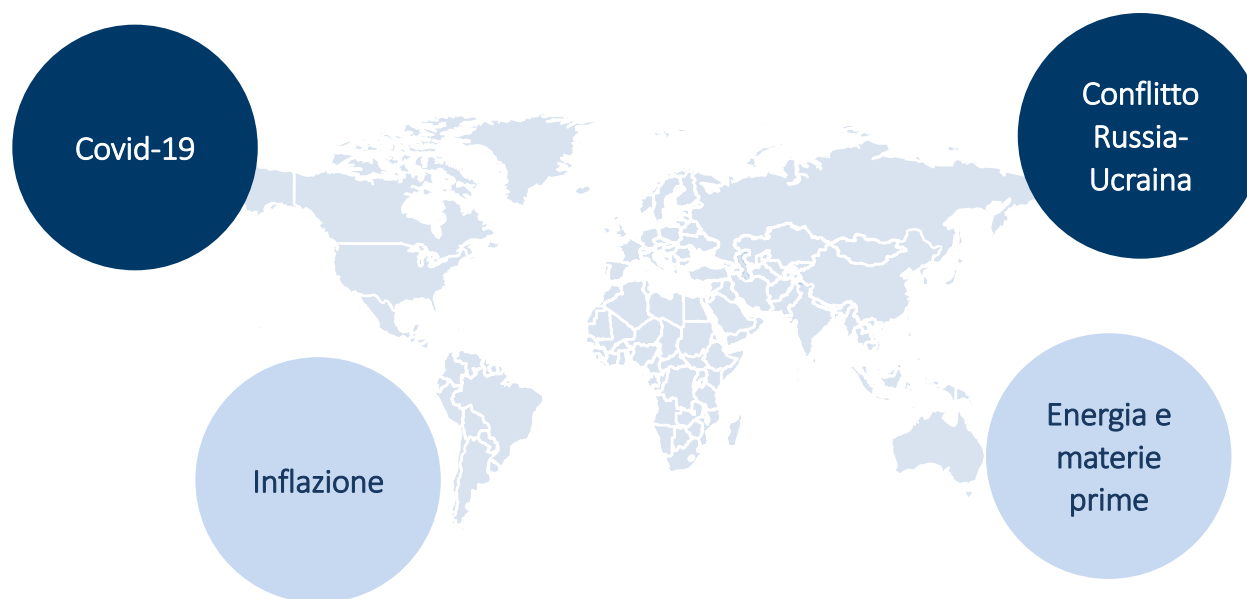 Covid-19
Conflitto
Russia-
Ucraina
Inflazione
Energia e
materie
prime